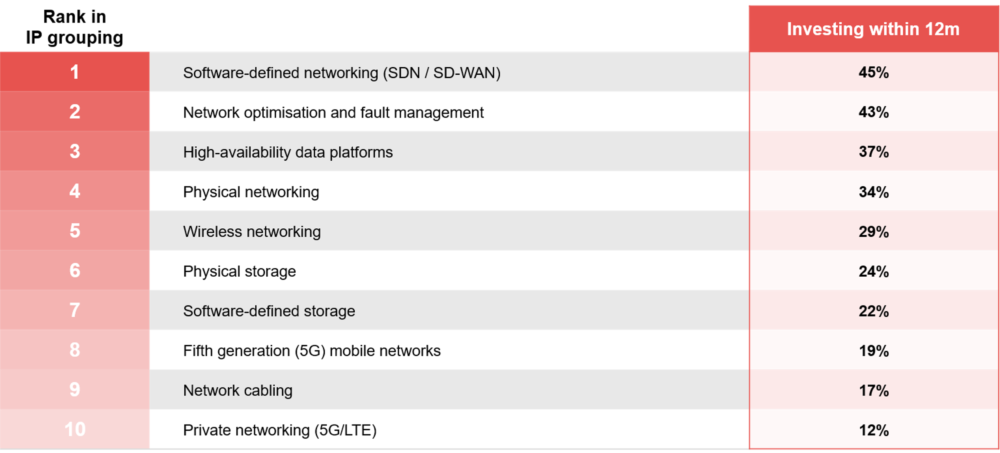 Rank in
IP grouping
Investing within 12m
1 Software-defined networking (SDN / SD-WAN) 45%
2 Network optimisation and fault management 43%
3 High-availability data platforms 37%
4 Physical networking 34%
5 Wireless networking 29%
6 Physical storage 24%
7 Software-defined storage 22%
8 Fifth generation (5G) mobile networks 19%
9 Network cabling 17%
10 Private networking (5G/LTE) 12%